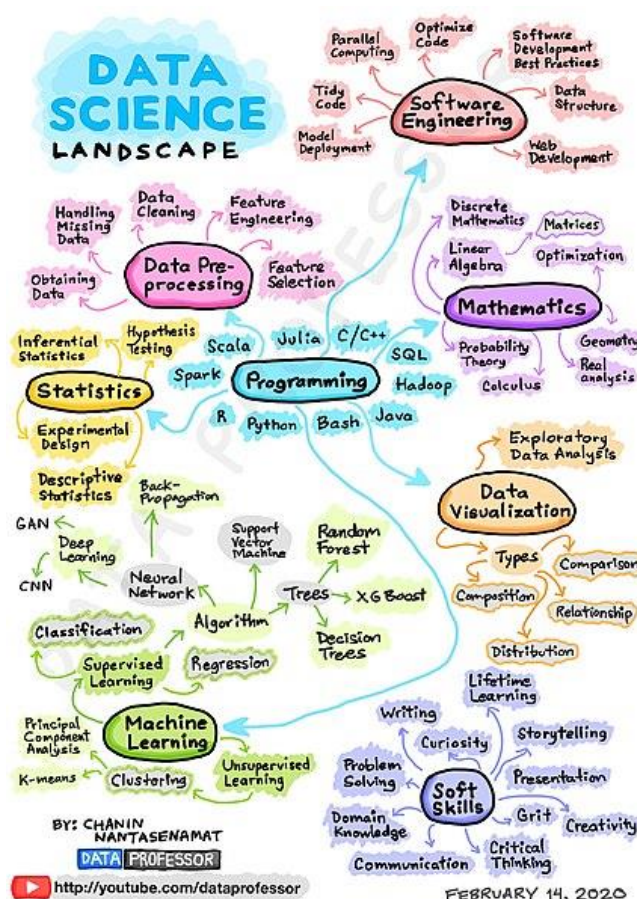 DATA
SCIENCE
LANDSCAPE
Parallel
Computing
Optimize
Code
Software
Development
Best Practices
Tidy
Code
Software
Engineering
Data
Structure
Model
Deployment
Web
Development
Handling
Missing
Data
Data
Cleaning
Feature
Engineering
Obtaining
Data
Data Pre-
processing
Feature
Selection
Discrete
Mathematics
Matrices
Linear
Algebra
Optimization
Mathematics
Probability
Theory
Calculus
Geometry
Real
analysis
Inferential
Statistics
Hypothesis
Testing
Statistics
Experimental
Design
Descriptive
Statistics
Scala
Julia
C/C++
SQL
Spark
Programming
Hadoop
R
Python
Bash
Java
Exploratory
Data Analysis
Data
Visualization
Types
Comparison
Composition
Relationship
Distribution
Back-
Propagation
GAN
Deep
Learning
CNN
Neural
Network
Support
Vector
Machine
Random
Forest
Trees
XG Boost
Algorithm
Decision
Trees
Classification
Supervised
Learning
Regression
Machine
Learning
Principal
Component
Analysis
K-means
Clustoring
Unsupervised
Learning
Lifetime
Learning
Writing
Curiosity
Storytelling
Problem
Solving
Soft
Skills
Presentation
Domain
Knowledge
Grit
Creativity
Communication
Critical
Thinking
BY: CHANIN
NANTASENAMAT
DATA PROFESSOR
http://youtube.com/dataprofessor
FEBRUARY 14, 2020
DATA PROFESSOR